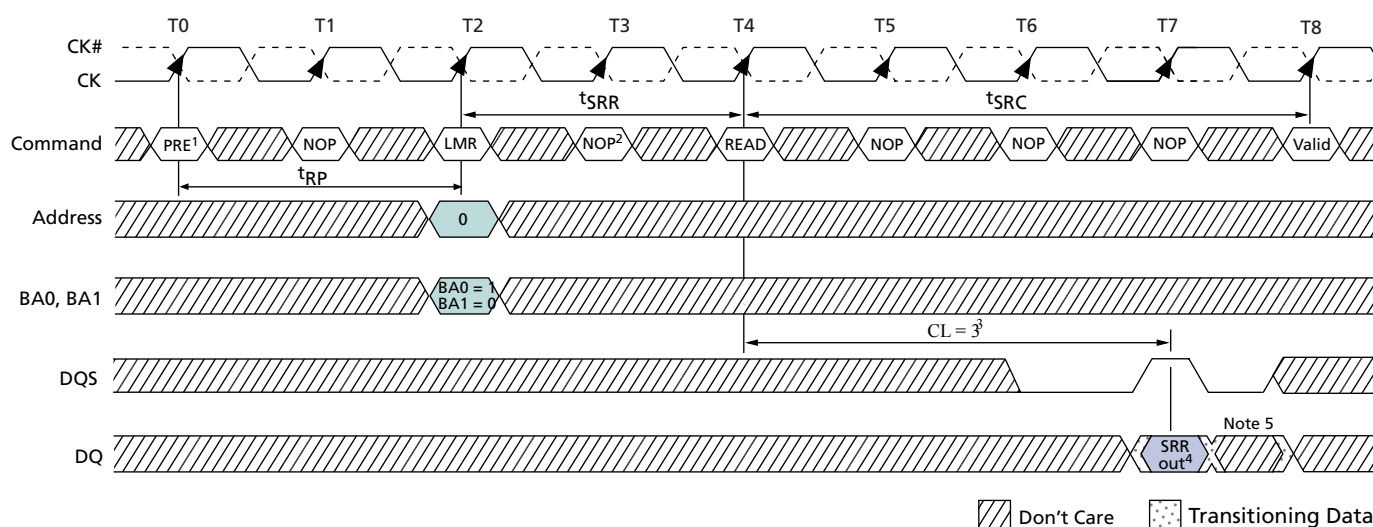 T0 T1 T2 T3 T4 T5 T6 T7 T8
CK#
CK
tSRR tSRC
Command PRE¹ NOP LMR NOP² READ NOP NOP NOP Valid
tRP
Address 0
BA0, BA1 BA0 = 1
BA1 = 0
CL = 3³
DQS
Note 5
DQ SRR
out⁴
Don't Care Transitioning Data